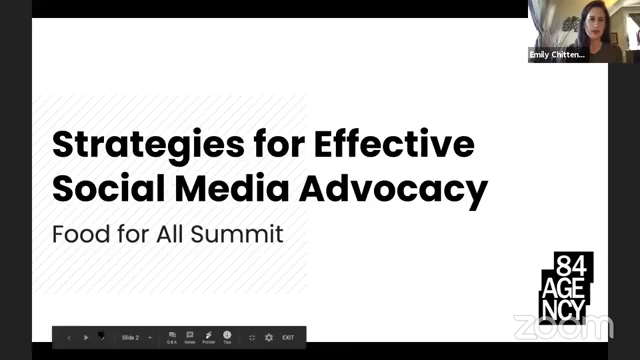 Emily Chitten...
Strategies for Effective
Social Media Advocacy
Food for All Summit
84
AGE
NCY
zoom
Slide 2
Q & A
Notes
Pointer
Tips
EXIT